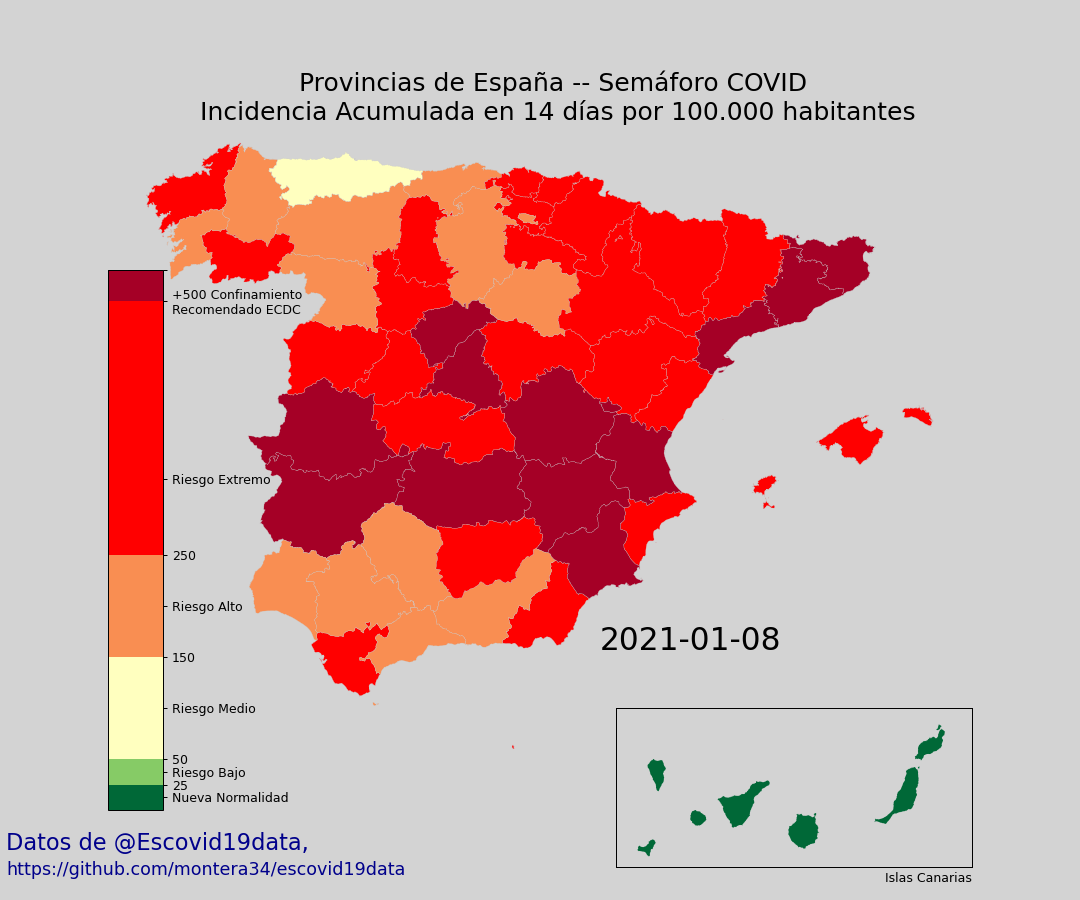 Provincias de España -- Semáforo COVID
Incidencia Acumulada en 14 días por 100.000 habitantes
+500 Confinamiento
Recomendado ECDC
Riesgo Extremo
250
Riesgo Alto
150
Riesgo Medio
50
Riesgo Bajo
25
Nueva Normalidad
2021-01-08
Islas Canarias
Datos de @Escovid19data,
https://github.com/montera34/escovid19data